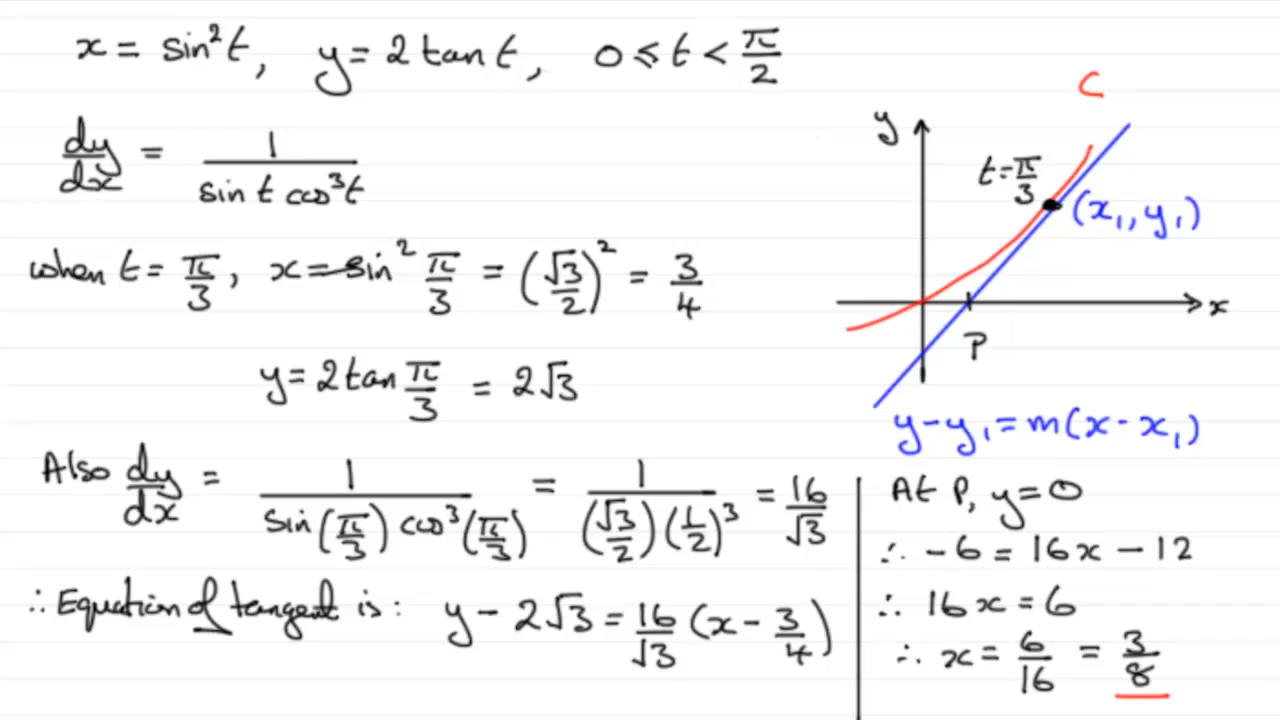 x = sin²t, y = 2 tan t, 0 ≤ t < π/2
dy/dx = 1/(sin t cos³t)
when t = π/3, x = sin² π/3 = (√3/2)² = 3/4
y = 2 tan π/3 = 2√3
Also dy/dx = 1/(sin(π/3) cos³(π/3)) = 1/((√3/2)(1/2)³) = 16/√3
∴ Equation of tangent is: y - 2√3 = 16/√3 (x - 3/4)
C
y
t = π/3
(x₁, y₁)
x
P
y - y₁ = m(x - x₁)
At P, y = 0
∴ -6 = 16x - 12
∴ 16x = 6
∴ x = 6/16 = 3/8